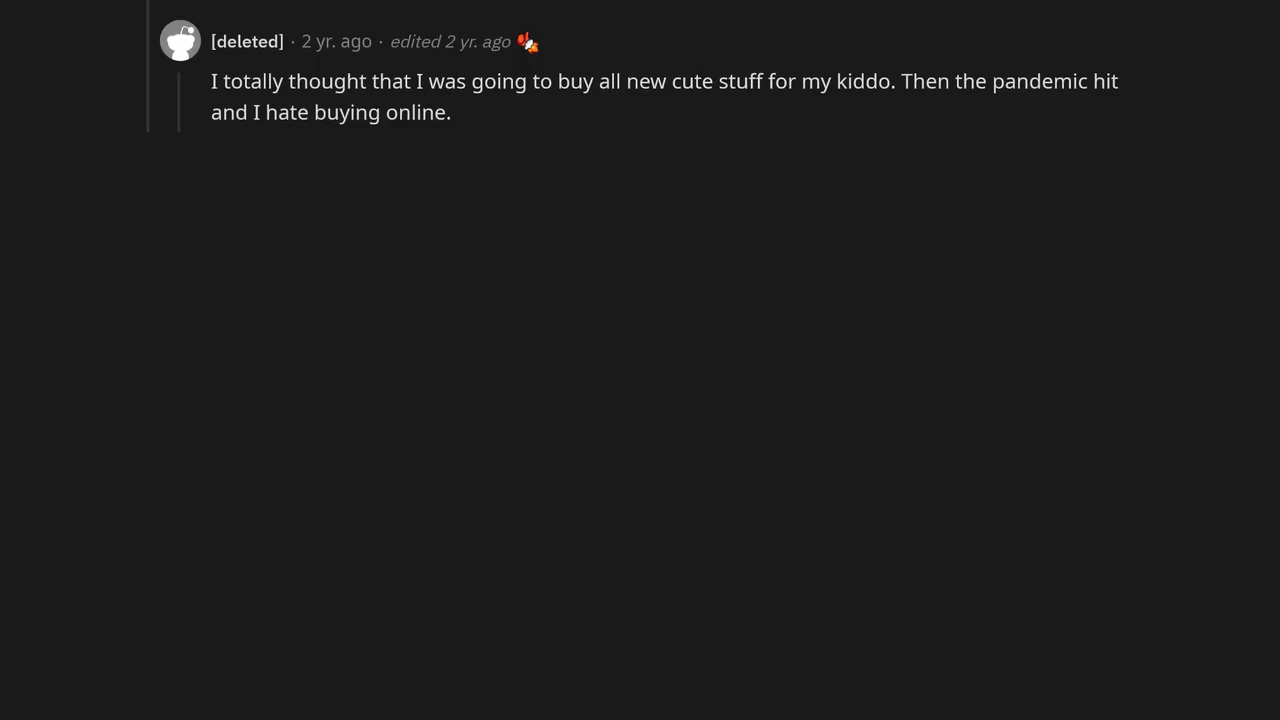 [deleted] · 2 yr. ago · edited 2 yr. ago
I totally thought that I was going to buy all new cute stuff for my kiddo. Then the pandemic hit
and I hate buying online.